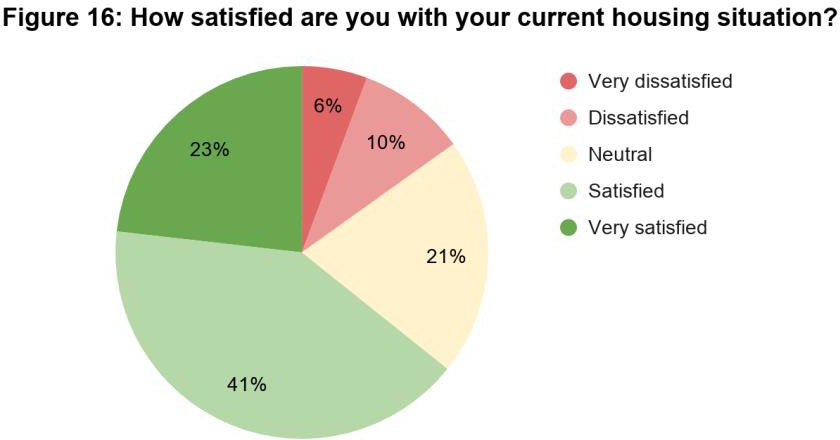 Figure 16: How satisfied are you with your current housing situation?
6%
10%
23%
21%
41%
Very dissatisfied
Dissatisfied
Neutral
Satisfied
Very satisfied